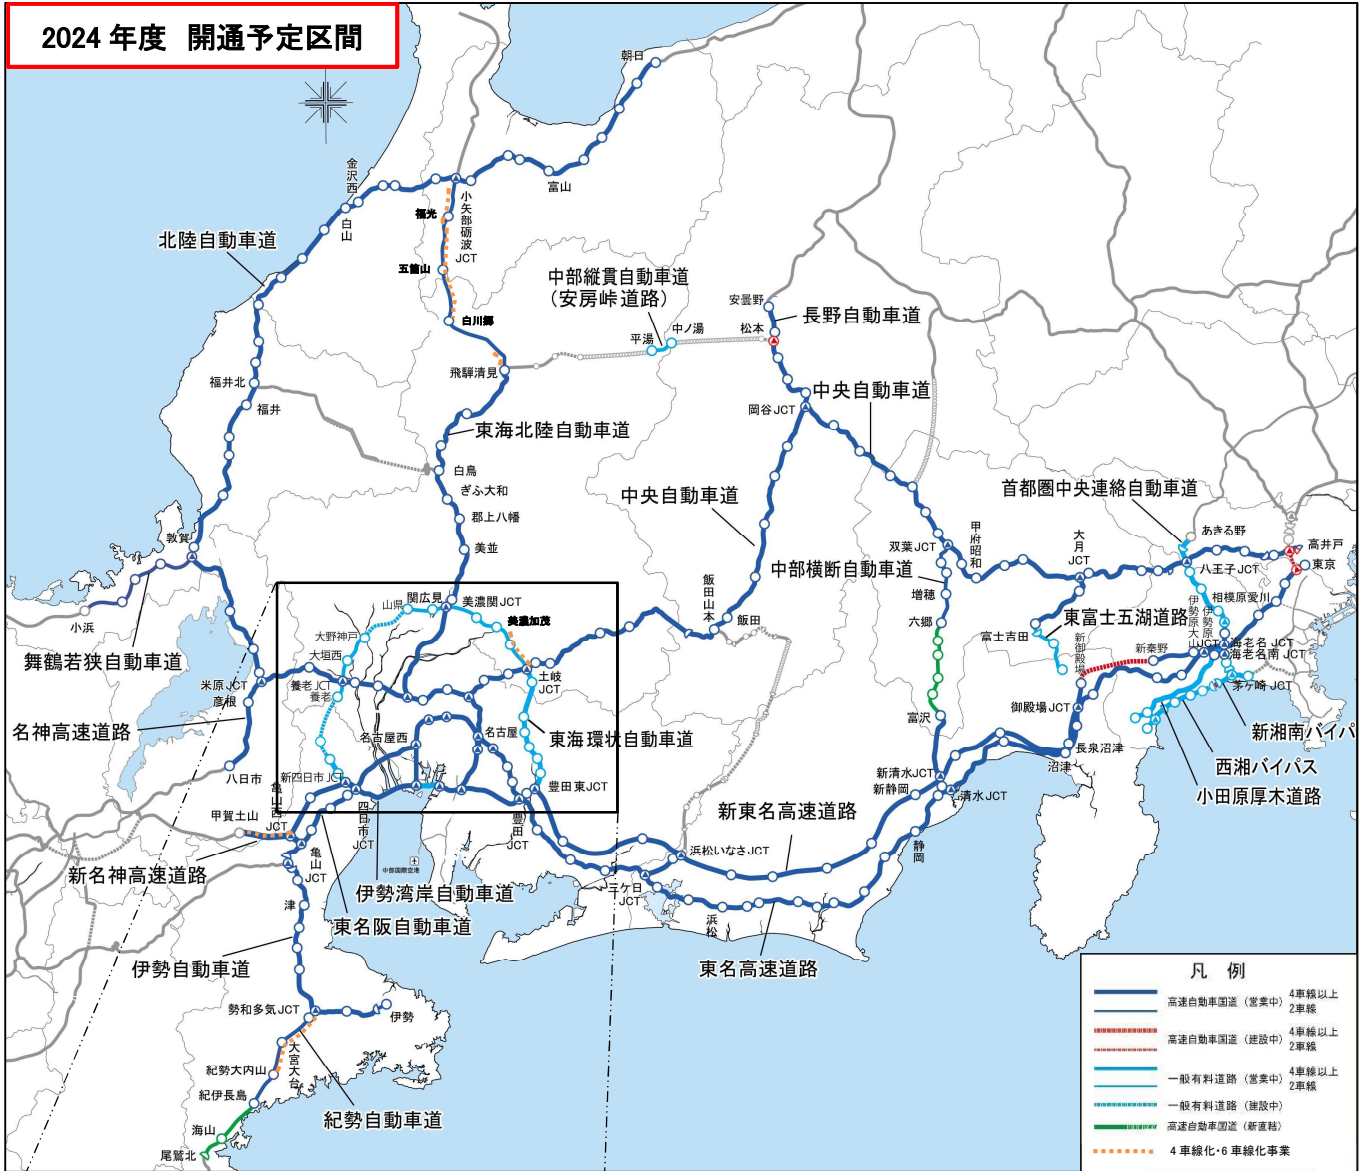 2024 年度 開通予定区間
朝日
金沢西
白山
富山
小矢部砺波JCT
福光
五箇山
白川郷
飛騨清見
北陸自動車道
中部縦貫自動車道
(安房峠道路)
平湯
中ノ湯
安曇野
松本
長野自動車道
岡谷JCT
中央自動車道
福井北
福井
東海北陸自動車道
白鳥
ぎふ大和
郡上八幡
美並
中央自動車道
首都圏中央連絡自動車道
あきる野
高井戸
東京
敦賀
小浜
舞鶴若狭自動車道
双葉JCT
甲府昭和
大月JCT
八王子JCT
中部横断自動車道
増穂
六郷
相模原愛川
伊勢原大山
伊勢原JCT
海老名JCT
海老名南JCT
東富士五湖道路
富士吉田
新御殿場
新秦野
茅ヶ崎JCT
山県
関広見
美濃関JCT
美濃加茂
飯田山本
飯田
大野神戸
大垣西
米原JCT
彦根
養老JCT
養老
土岐JCT
名神高速道路
八日市
名古屋西
名古屋
東海環状自動車道
富沢
御殿場JCT
長泉沼津
沼津
新湘南バイパ
西湘バイパス
小田原厚木道路
新四日市JCT
豊田東JCT
新清水JCT
新静岡
清水JCT
亀山西JCT
甲賀土山
四日市JCT
豊田JCT
新東名高速道路
静岡
浜松いなさJCT
亀山JCT
新名神高速道路
中部国際空港
伊勢湾岸自動車道
三ケ日JCT
浜松
津
東名阪自動車道
伊勢自動車道
東名高速道路
勢和多気JCT
伊勢
大宮大台
紀勢大内山
紀伊長島
紀勢自動車道
海山
尾鷲北
凡 例
高速自動車国道 (営業中) 4車線以上
2車線
高速自動車国道 (建設中) 4車線以上
2車線
一般有料道路 (営業中) 4車線以上
2車線
一般有料道路 (建設中)
高速自動車国道 (新直轄)
4 車線化・6 車線化事業